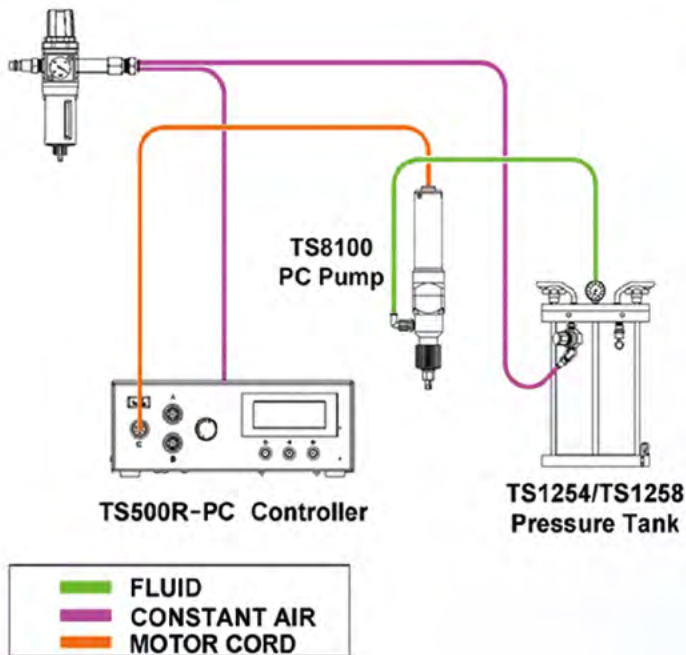 TS8100
PC Pump
A
C
B
TS500R-PC Controller
TS1254/TS1258
Pressure Tank
FLUID
CONSTANT AIR
MOTOR CORD